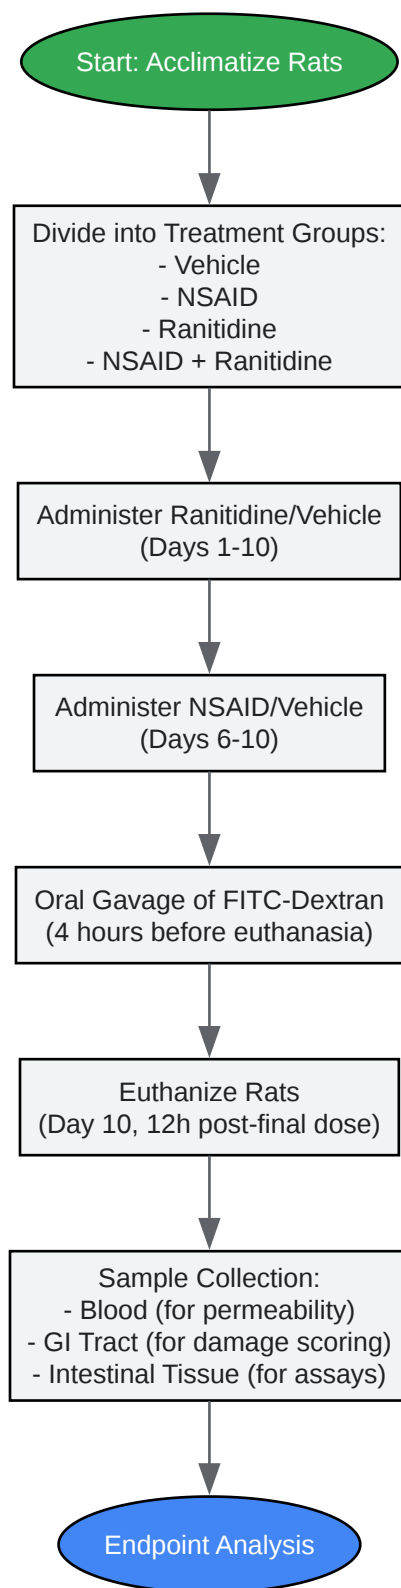 Start: Acclimatize Rats
Divide into Treatment Groups:
- Vehicle
- NSAID
- Ranitidine
- NSAID + Ranitidine
Administer Ranitidine/Vehicle
(Days 1-10)
Administer NSAID/Vehicle
(Days 6-10)
Oral Gavage of FITC-Dextran
(4 hours before euthanasia)
Euthanize Rats
(Day 10, 12h post-final dose)
Sample Collection:
- Blood (for permeability)
- GI Tract (for damage scoring)
- Intestinal Tissue (for assays)
Endpoint Analysis